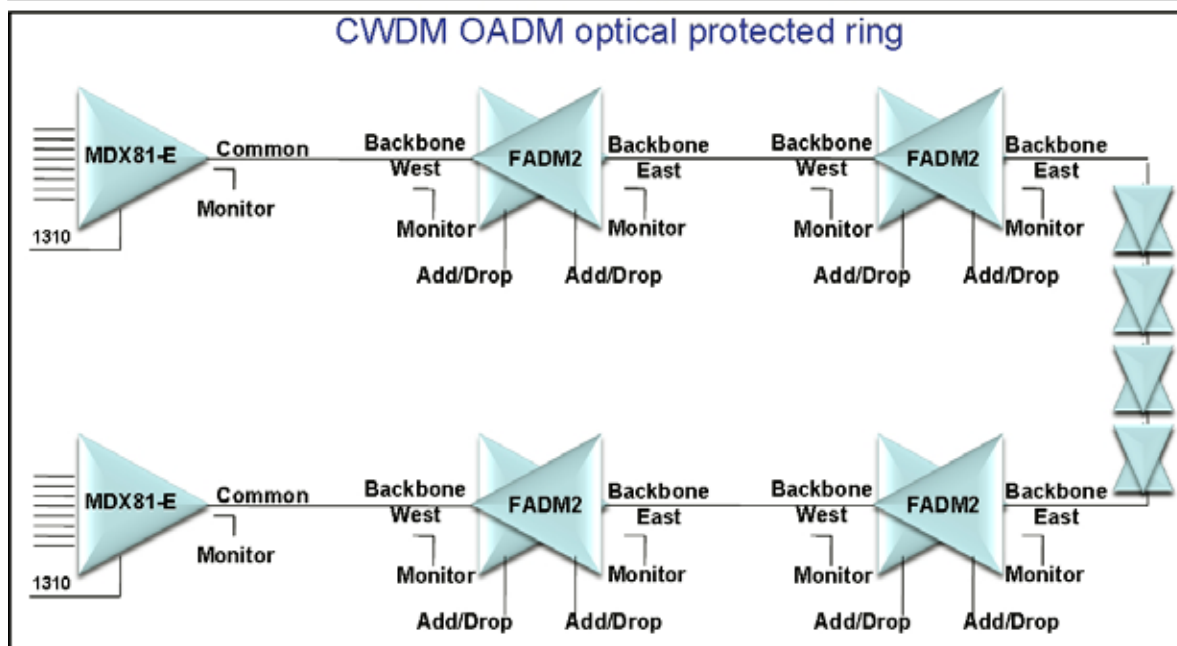 CWDM OADM optical protected ring
MDX81-E
Common
Monitor
1310
Backbone
West
Monitor
FADM2
Add/Drop
Add/Drop
Backbone
East
Monitor
Backbone
West
Monitor
FADM2
Add/Drop
Add/Drop
Backbone
East
Monitor
MDX81-E
Common
Monitor
1310
Backbone
West
Monitor
FADM2
Add/Drop
Add/Drop
Backbone
East
Monitor
Backbone
West
Monitor
FADM2
Add/Drop
Add/Drop
Backbone
East
Monitor